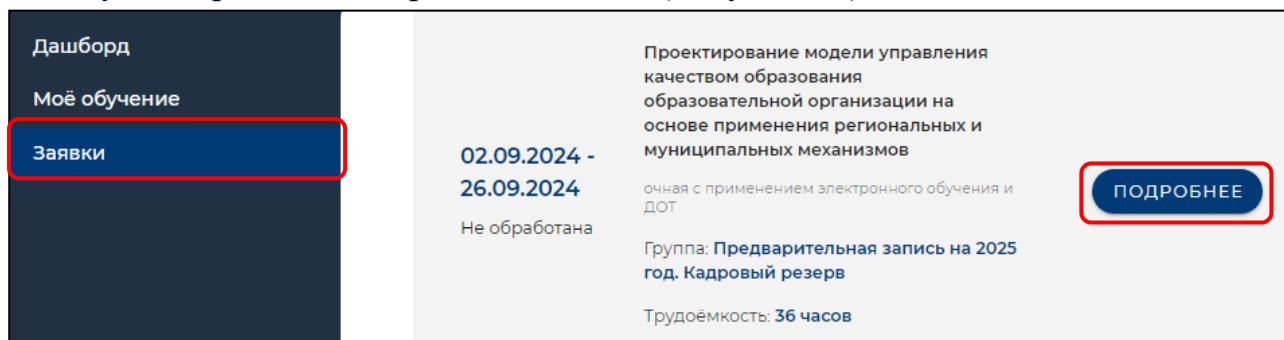 Дашборд
Моё обучение
Заявки
02.09.2024 -
26.09.2024
Не обработана
Проектирование модели управления
качеством образования
образовательной организации на
основе применения региональных и
муниципальных механизмов
очная с применением электронного обучения и
ДОТ
Группа: Предварительная запись на 2025
год. Кадровый резерв
Трудоёмкость: 36 часов
ПОДРОБНЕЕ